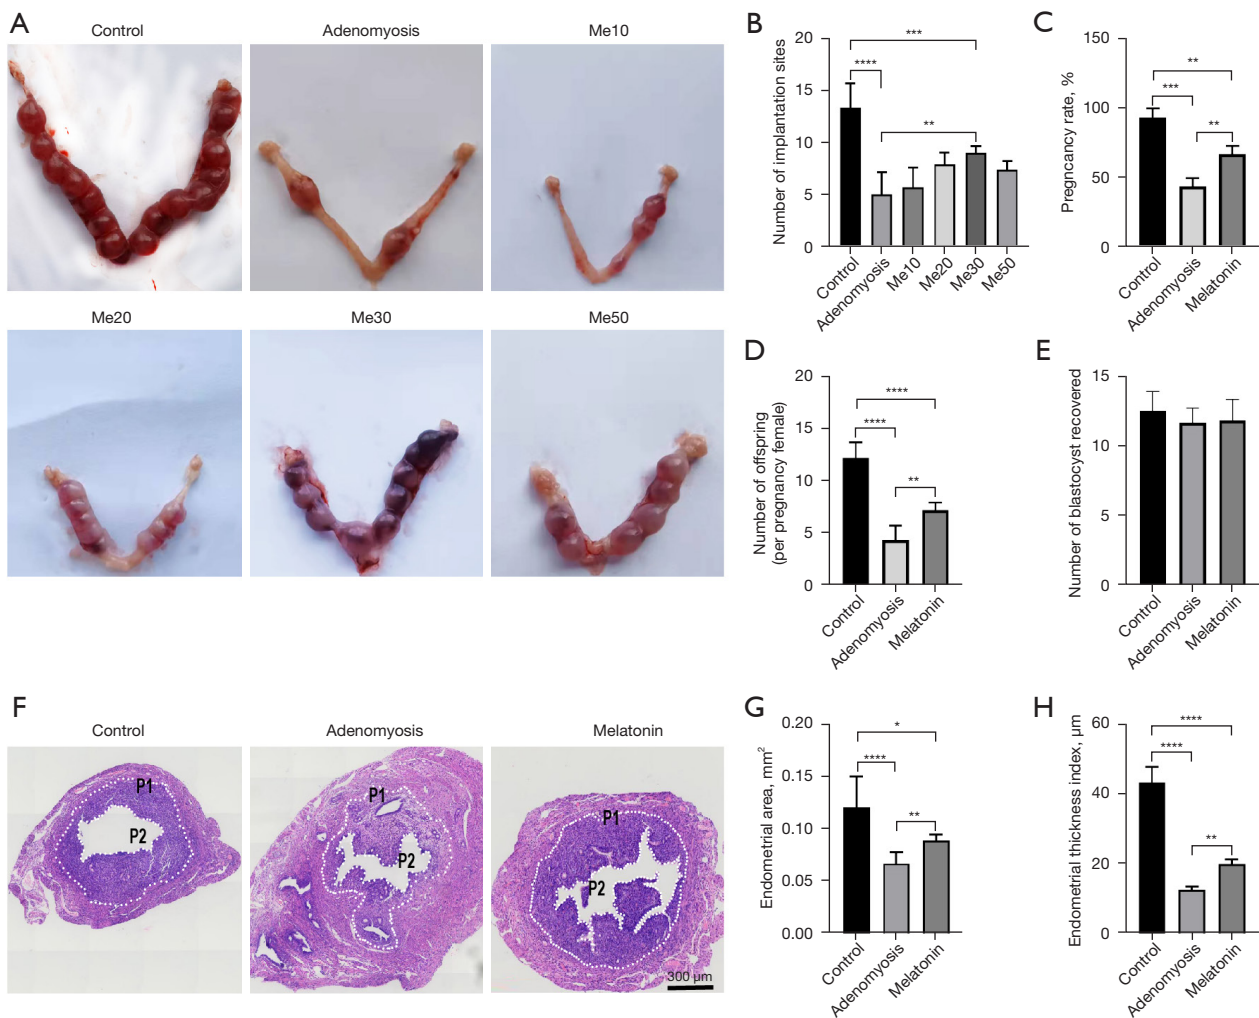 A
Control
Adenomyosis
Me10
Me20
Me30
Me50
B
Number of implantation sites
20
15
10
5
0
***
****
**
Control
Adenomyosis
Me10
Me20
Me30
Me50
C
Pregncancy rate, %
150
100
50
0
**
***
**
Control
Adenomyosis
Melatonin
D
Number of offspring
(per pregnancy female)
20
15
10
5
0
****
****
**
Control
Adenomyosis
Melatonin
E
Number of blastocyst recovered
15
10
5
0
Control
Adenomyosis
Melatonin
F
Control
Adenomyosis
Melatonin
P1
P2
P1
P2
P1
P2
300 µm
G
Endometrial area, mm²
0.20
0.15
0.10
0.05
0.00
*
****
**
Control
Adenomyosis
Melatonin
H
Endometrial thickness index, µm
60
40
20
0
****
****
**
Control
Adenomyosis
Melatonin